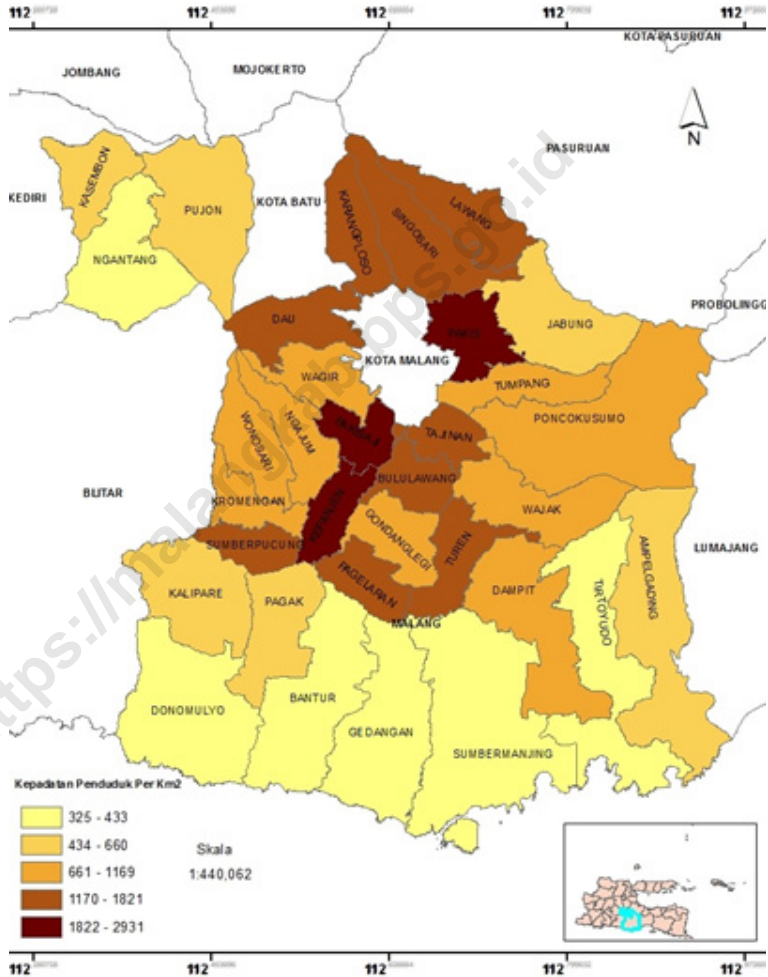 112
112
112
112
112
KOTA PASURUAN
JOMBANG
MOJOKERTO
N
PASURUAN
KASEMBON
KEDIRI
PUJON
KOTA BATU
KARANGPLOSO
SINGOSARI
LAWANG
NGANTANG
PROBOLINGG
DAU
PAKIS
JABUNG
KOTA MALANG
WAGIR
TUMPANG
PONCOKUSUMO
WONOSARI
NGAJUM
PAKISAJI
TAJINAN
BULULAWANG
BLITAR
KROMENGAN
KEPANJEN
GONDANGLEGI
WAJAK
SUMBERPUCUNG
TUREN
AMPELGADING
LUMAJANG
KALIPARE
PAGAK
PAGELARAN
DAMPIT
TIRTOYUDO
MALANG
DONOMULYO
BANTUR
GEDANGAN
SUMBERMANJING
Kepadatan Penduduk Per Km2
325 - 433
434 - 660
661 - 1169
1170 - 1821
1822 - 2931
Skala
1:440,062
https://malangkab.bps.go.id
112
112
112
112
112